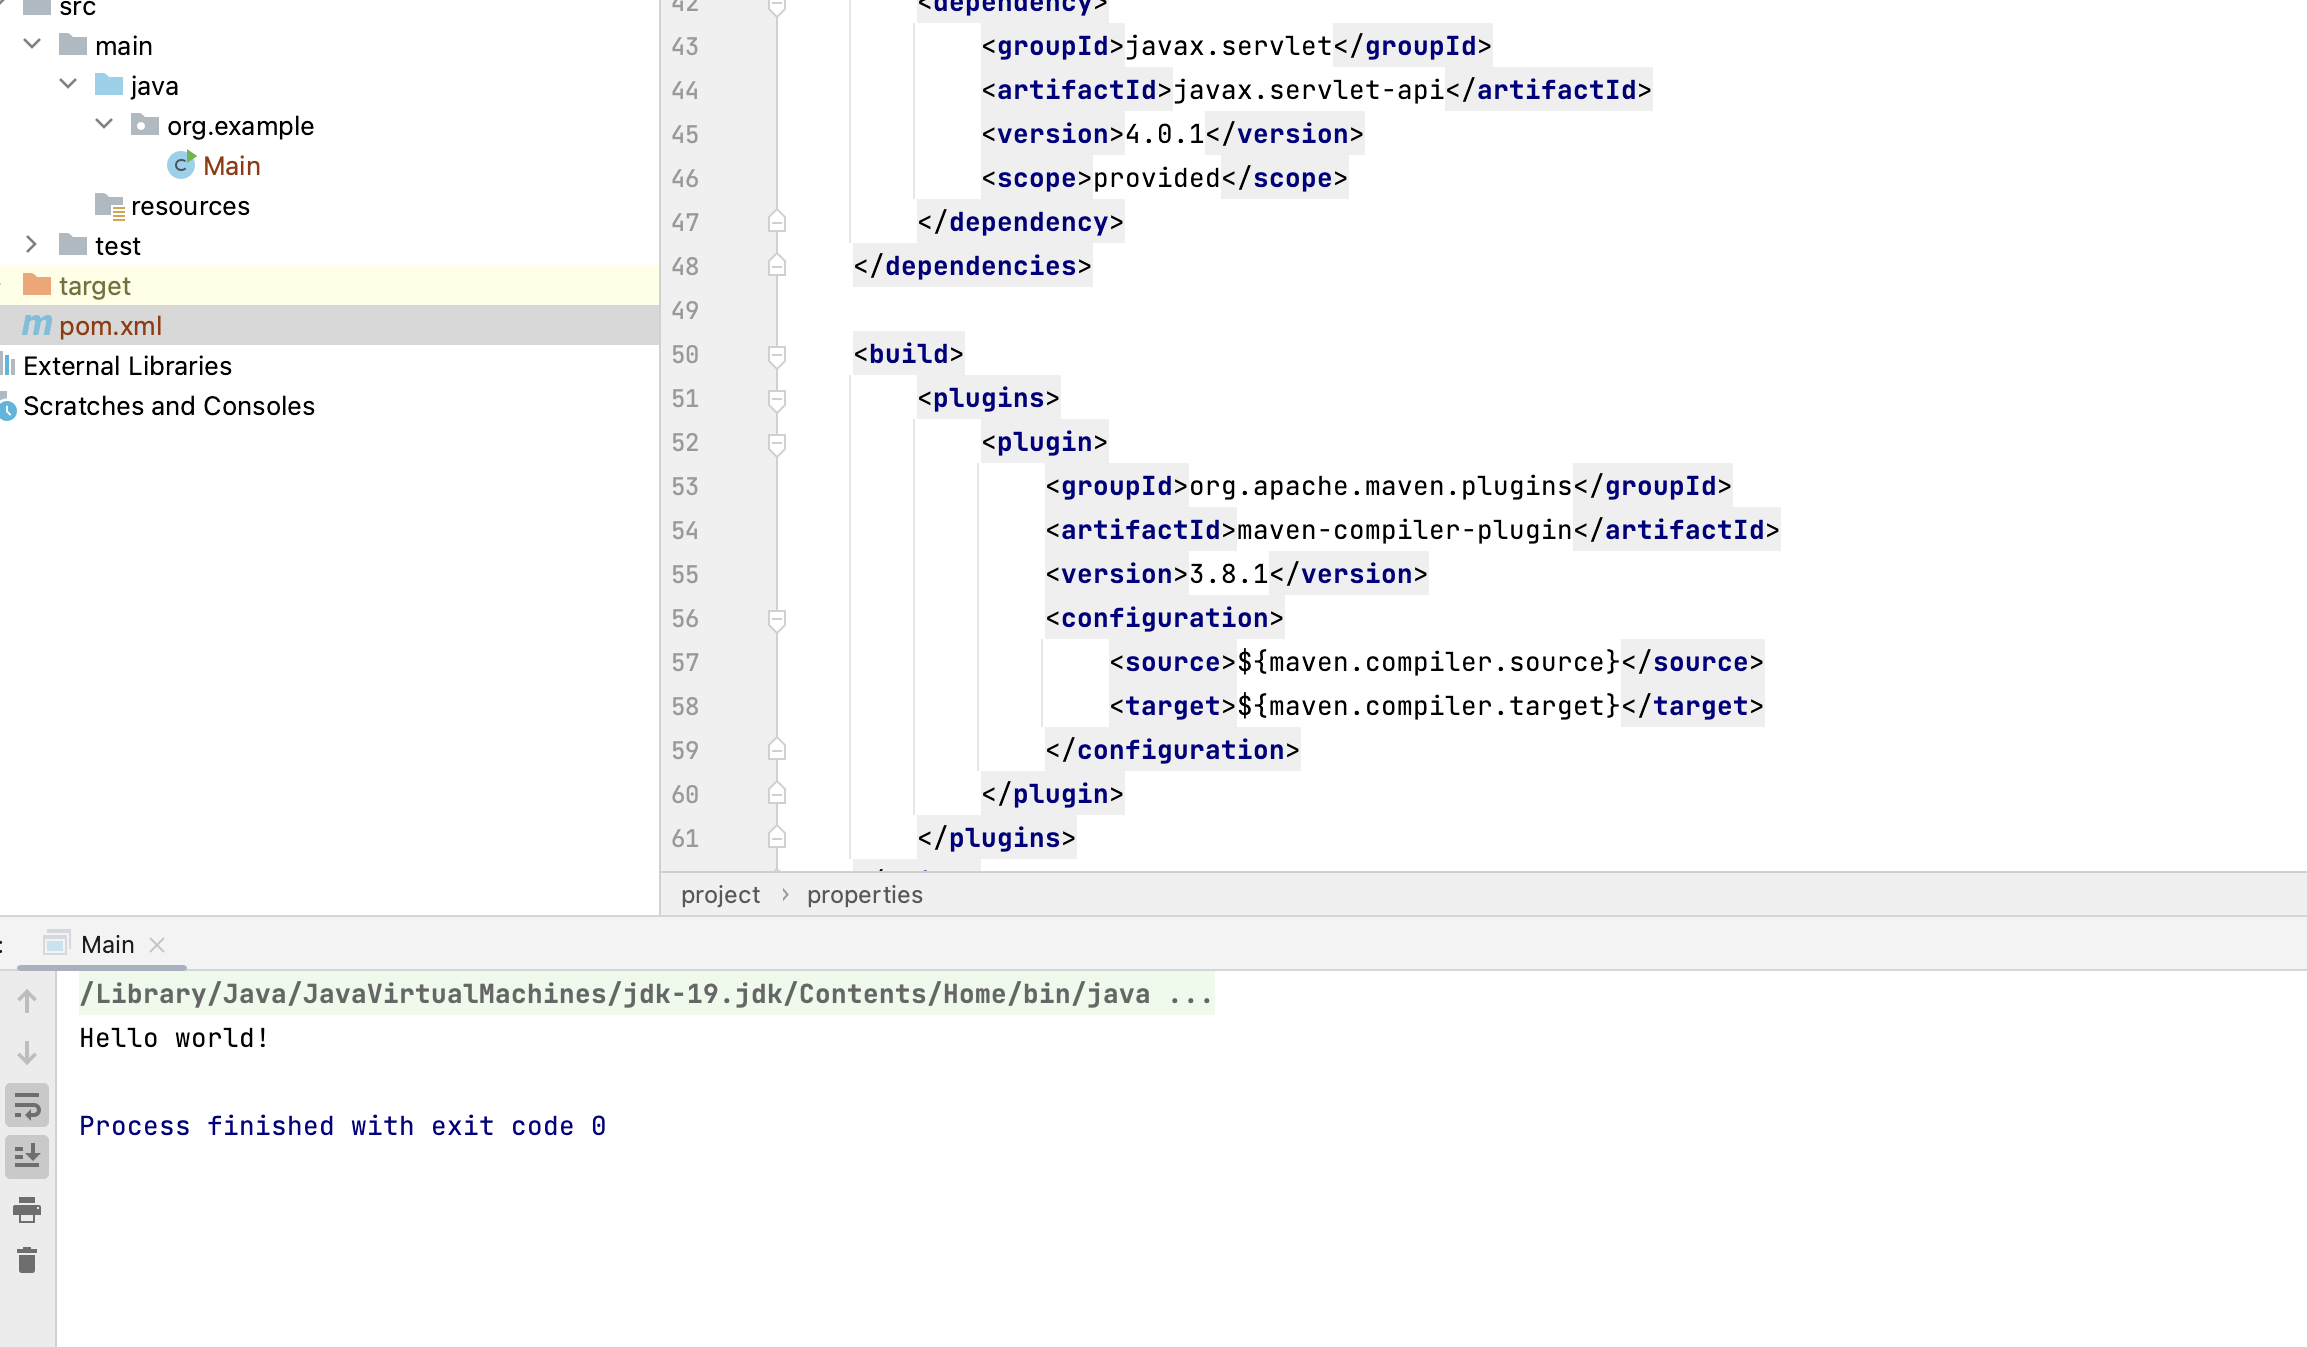 src
main
java
org.example
Main
resources
test
target
pom.xml
External Libraries
Scratches and Consoles
42 <dependency>
43 <groupId>javax.servlet</groupId>
44 <artifactId>javax.servlet-api</artifactId>
45 <version>4.0.1</version>
46 <scope>provided</scope>
47 </dependency>
48 </dependencies>
49
50 <build>
51 <plugins>
52 <plugin>
53 <groupId>org.apache.maven.plugins</groupId>
54 <artifactId>maven-compiler-plugin</artifactId>
55 <version>3.8.1</version>
56 <configuration>
57 <source>${maven.compiler.source}</source>
58 <target>${maven.compiler.target}</target>
59 </configuration>
60 </plugin>
61 </plugins>
project › properties
: Main
/Library/Java/JavaVirtualMachines/jdk-19.jdk/Contents/Home/bin/java ...
Hello world!
Process finished with exit code 0